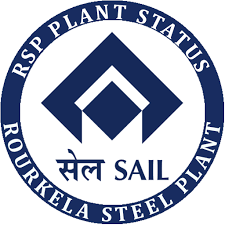 RSP PLANT STATUS
सेल SAIL
ROURKELA STEEL PLANT